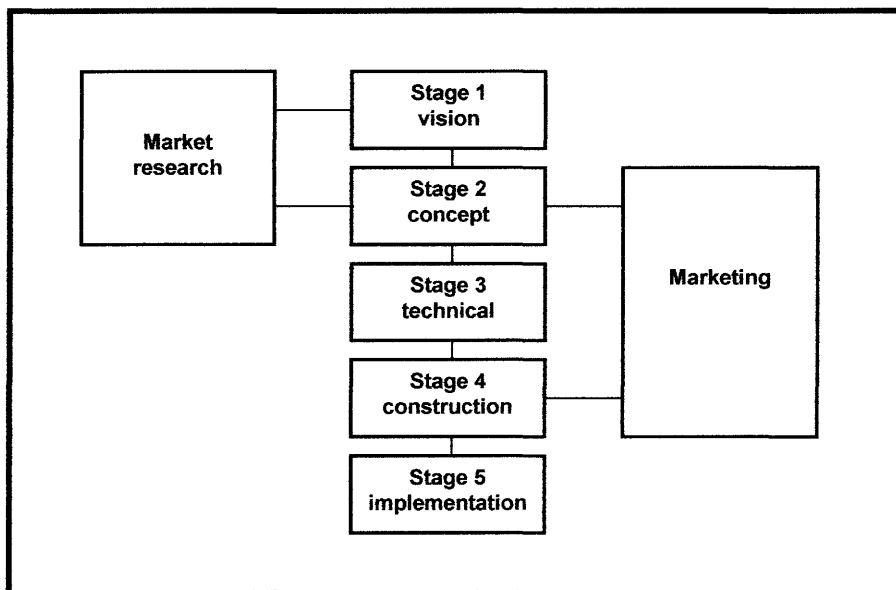 Market
research
Stage 1
vision
Stage 2
concept
Stage 3
technical
Stage 4
construction
Stage 5
implementation
Marketing